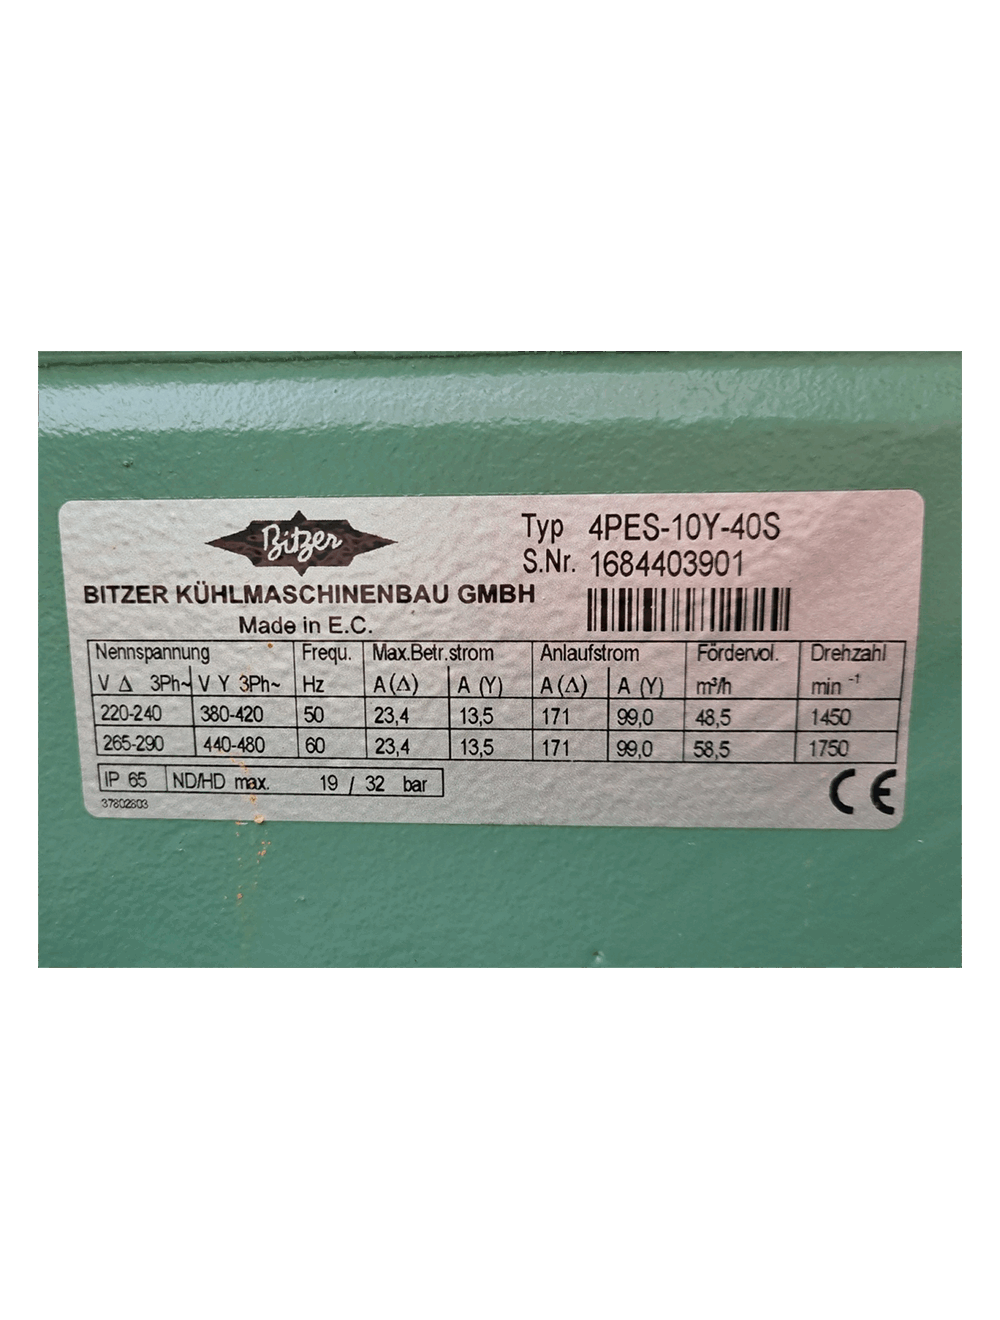 Bitzer
Typ 4PES-10Y-40S
S.Nr. 1684403901
BITZER KÜHLMASCHINENBAU GMBH
Made in E.C.
Nennspannung Frequ. Max.Betr.strom Anlaufstrom Fördervol. Drehzahl
V Δ 3Ph~ V Y 3Ph~ Hz A (Δ) A (Y) A (Δ) A (Y) m³/h min -1
220-240 380-420 50 23,4 13,5 171 99,0 48,5 1450
265-290 440-480 60 23,4 13,5 171 99,0 58,5 1750
IP 65 ND/HD max. 19 / 32 bar
37802803
CE